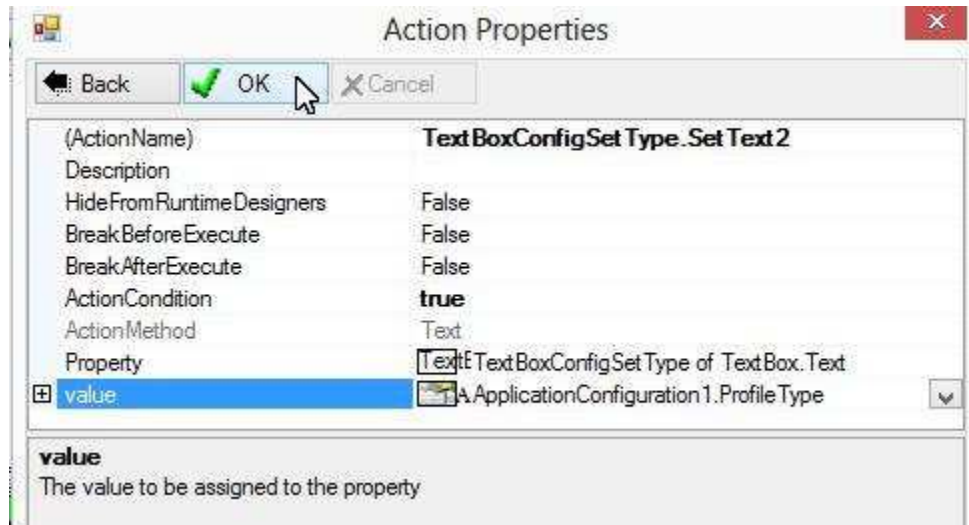 Action Properties
Back OK Cancel
(ActionName) TextBoxConfigSetType.SetText2
Description
HideFromRuntimeDesigners False
BreakBeforeExecute False
BreakAfterExecute False
ActionCondition true
ActionMethod Text
Property TextE TextBoxConfigSetType of TextBox.Text
value A ApplicationConfiguration1.ProfileType
value
The value to be assigned to the property